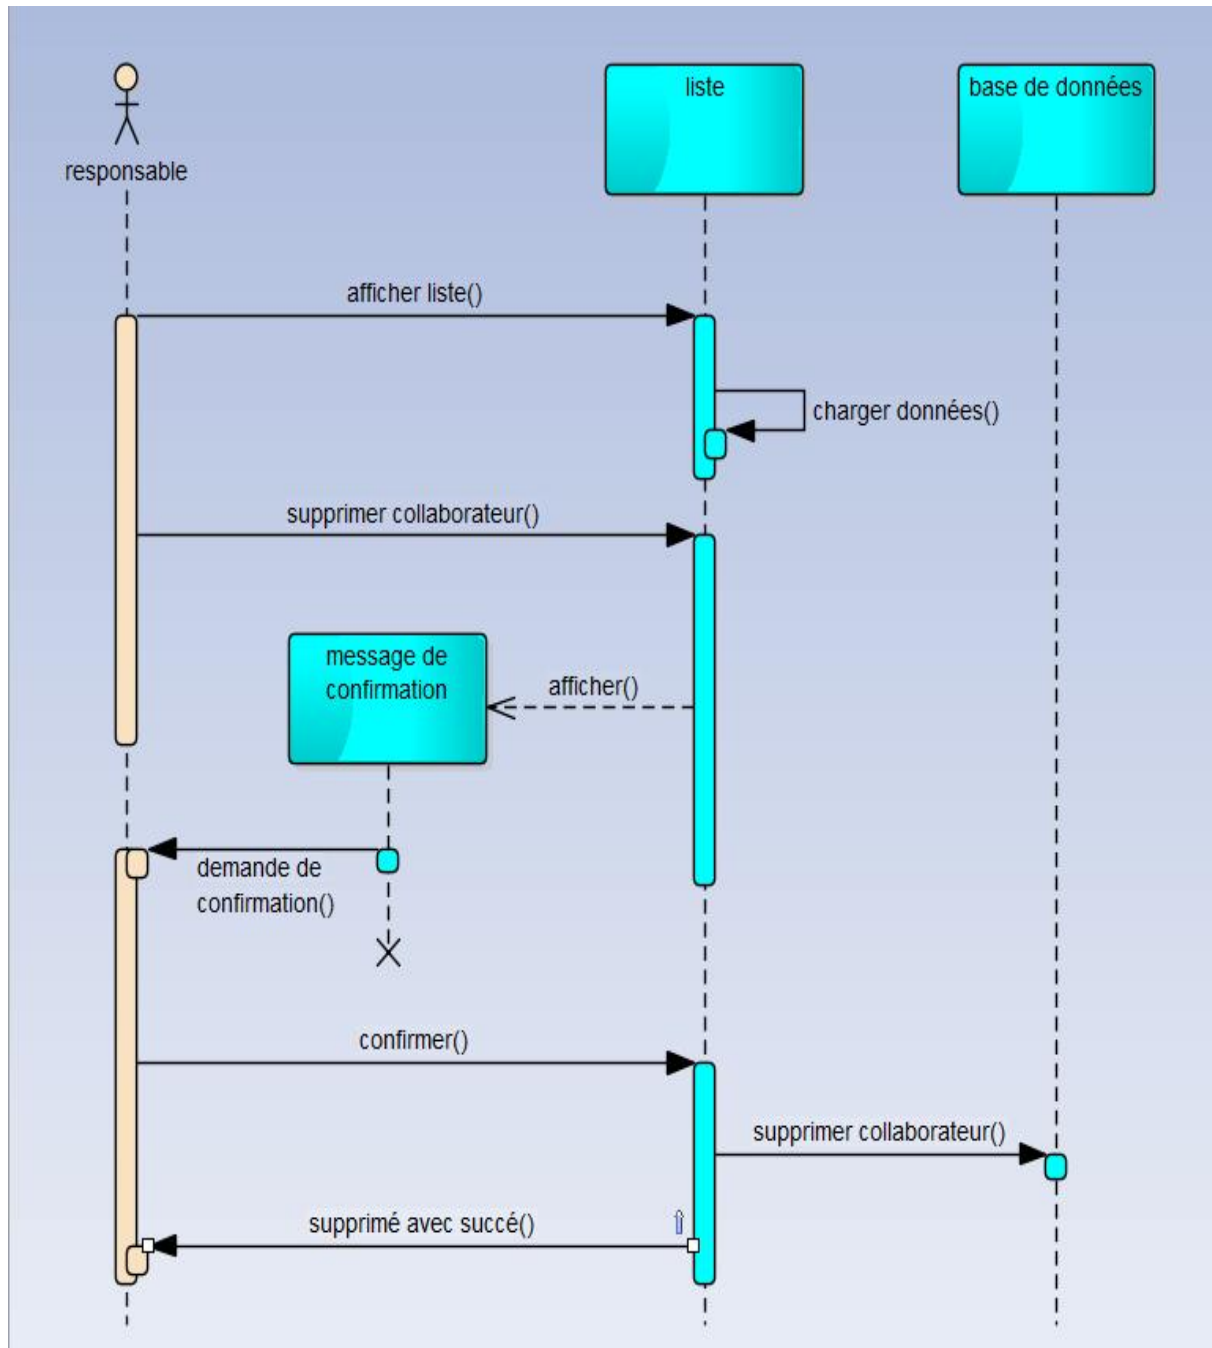 liste
base de données
responsable
afficher liste()
charger données()
supprimer collaborateur()
message de
confirmation
afficher()
demande de
confirmation()
confirmer()
supprimer collaborateur()
supprimé avec succé()